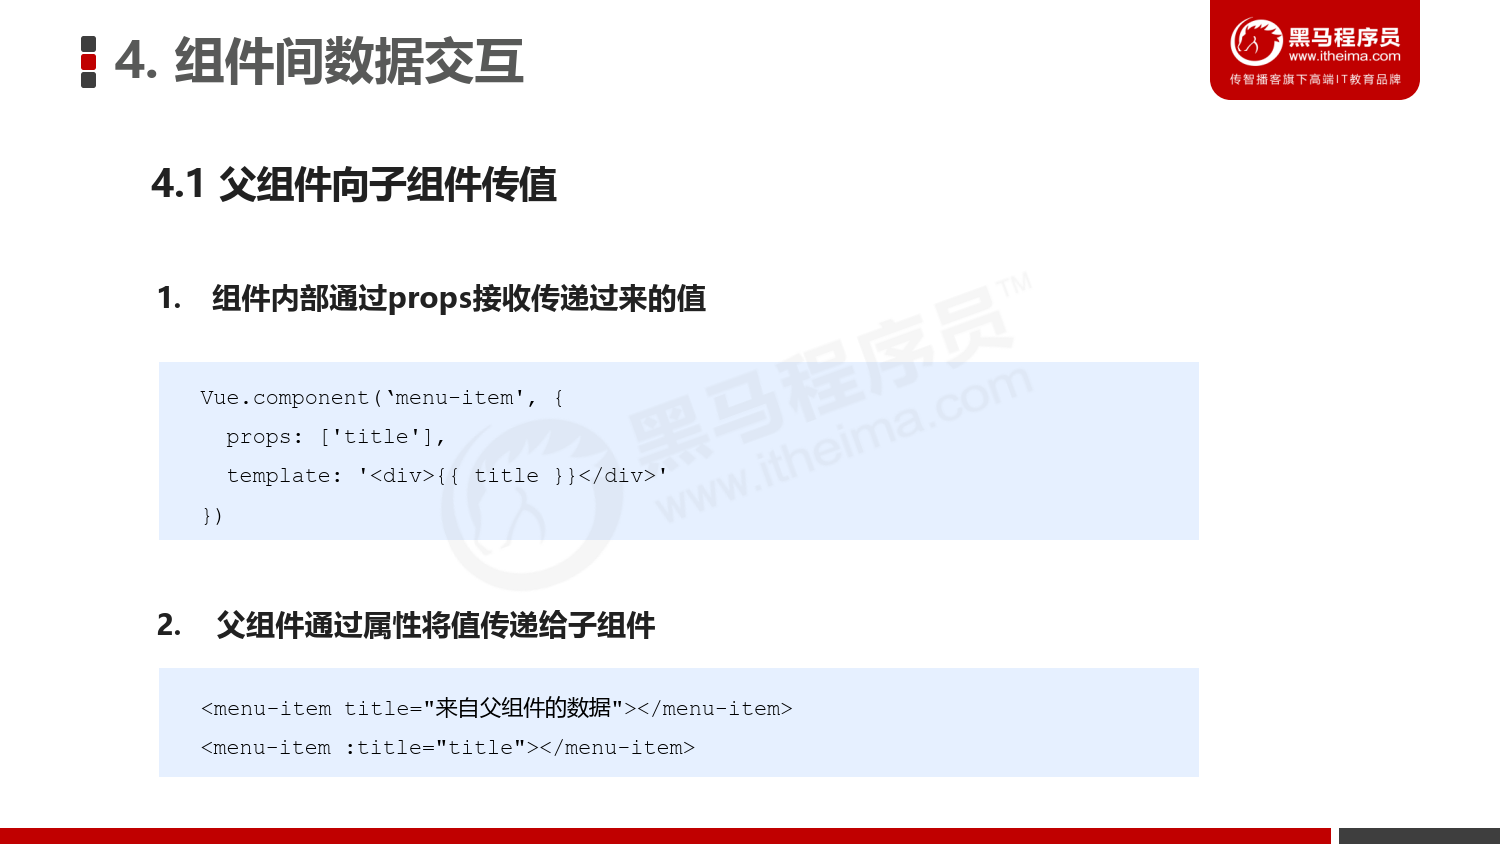 4. 组件间数据交互
黑马程序员
www.itheima.com
传智播客旗下高端IT教育品牌
4.1 父组件向子组件传值
1. 组件内部通过props接收传递过来的值
Vue.component(‘menu-item', {
props: ['title'],
template: '<div>{{ title }}</div>'
})
黑马程序员™
www.itheima.com
2. 父组件通过属性将值传递给子组件
<menu-item title="来自父组件的数据"></menu-item>
<menu-item :title="title"></menu-item>